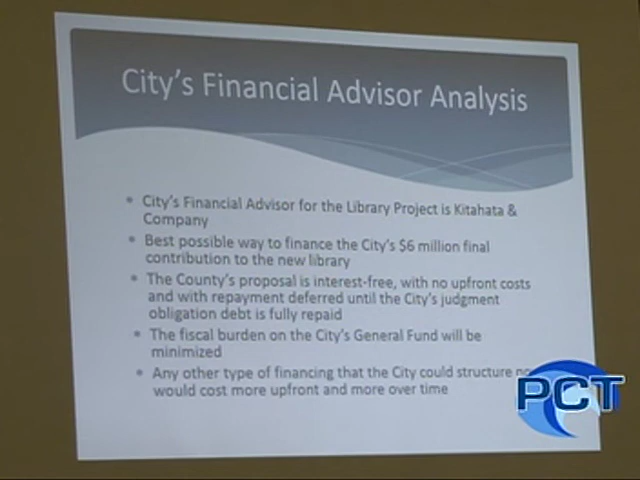 City's Financial Advisor Analysis
• City's Financial Advisor for the Library Project is Kitahata &
Company
• Best possible way to finance the City's $6 million final
contribution to the new library
• The County's proposal is interest-free, with no upfront costs
and with repayment deferred until the City's judgment
obligation debt is fully repaid
• The fiscal burden on the City's General Fund will be
minimized
• Any other type of financing that the City could structure
would cost more upfront and more over time
PCT